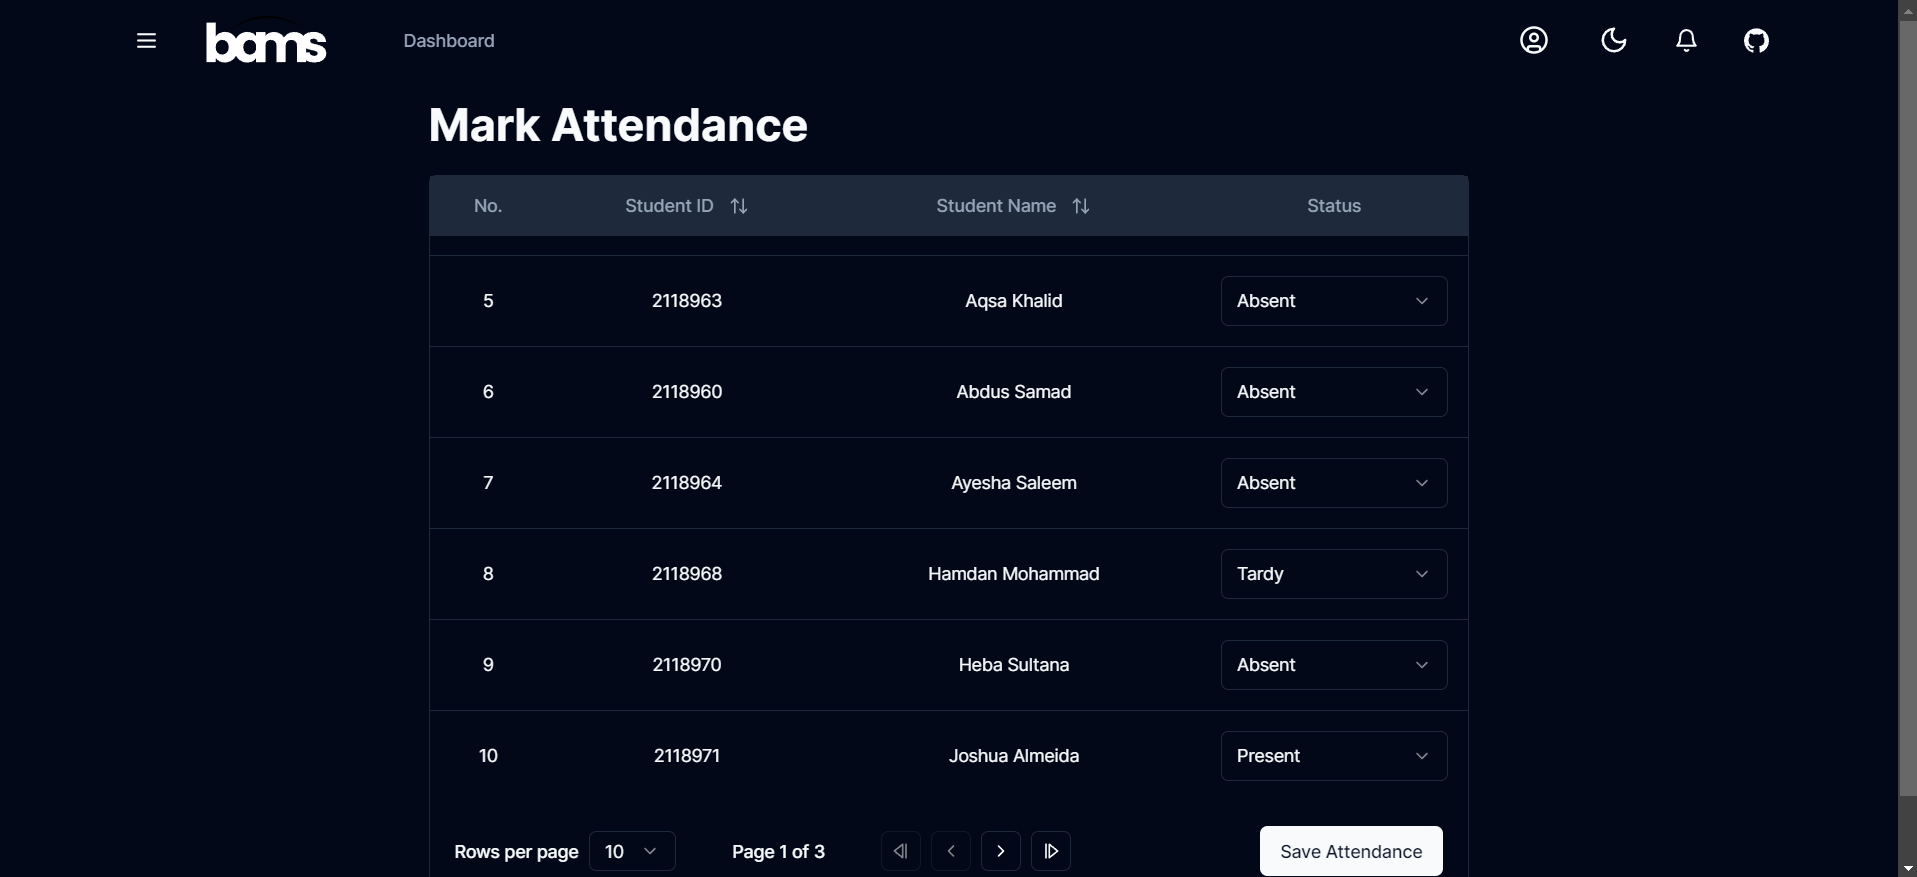 bams Dashboard
Mark Attendance
No. Student ID Student Name Status
5 2118963 Aqsa Khalid Absent
6 2118960 Abdus Samad Absent
7 2118964 Ayesha Saleem Absent
8 2118968 Hamdan Mohammad Tardy
9 2118970 Heba Sultana Absent
10 2118971 Joshua Almeida Present
Rows per page 10 Page 1 of 3 Save Attendance